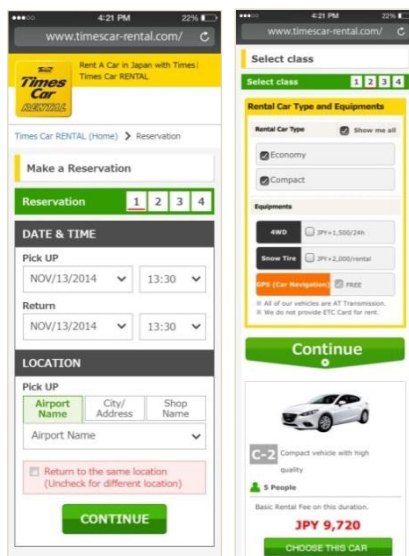 4:21 PM
22%
www.timescar-rental.com/
Times
Car
RENTAL
Rent A Car in Japan with Times|
Times Car RENTAL
Times Car RENTAL (Home) > Reservation
Make a Reservation
Reservation 1 2 3 4
DATE & TIME
Pick UP
NOV/13/2014 13:30
Return
NOV/13/2014 13:30
LOCATION
Pick UP
Airport Name City/ Address Shop Name
Airport Name
Return to the same location
(Uncheck for different location)
CONTINUE
4:21 PM
22%
www.timescar-rental.com/
Select class
Select class 1 2 3 4
Rental Car Type and Equipments
Rental Car Type Show me all
Economy
Compact
Equipments
4WD JPY+1,500/24h
Snow Tire JPY+2,000/rental
GPS (Car Navigation) FREE
※ All of our vehicles are AT Transmission.
※ We do not provide ETC Card for rent.
Continue
C-2 Compact vehicle with high
quality
5 People
Basic Rental Fee on this duration.
JPY 9,720
CHOOSE THIS CAR